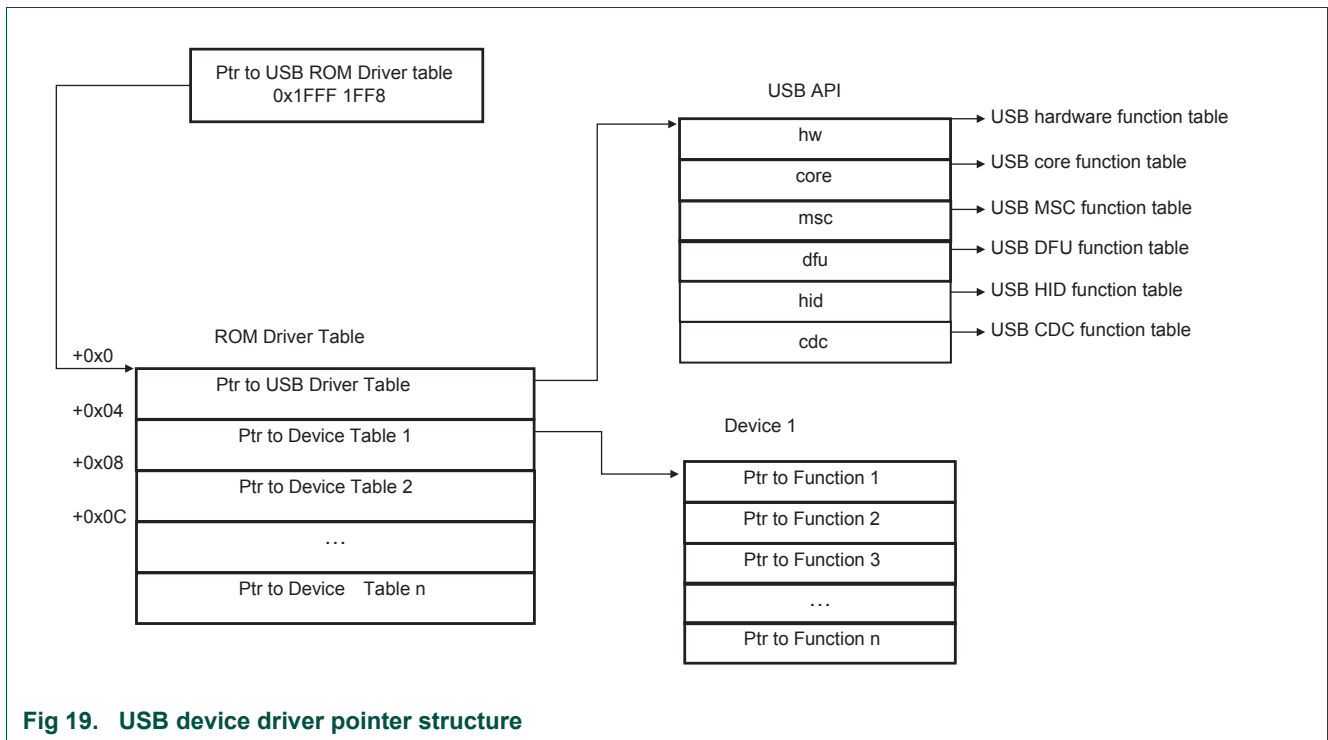 Ptr to USB ROM Driver table
0x1FFF 1FF8
USB API
hw
core
msc
dfu
hid
cdc
USB hardware function table
USB core function table
USB MSC function table
USB DFU function table
USB HID function table
USB CDC function table
ROM Driver Table
+0x0
Ptr to USB Driver Table
+0x04
Ptr to Device Table 1
+0x08
Ptr to Device Table 2
+0x0C
...
Ptr to Device Table n
Device 1
Ptr to Function 1
Ptr to Function 2
Ptr to Function 3
...
Ptr to Function n
Fig 19. USB device driver pointer structure